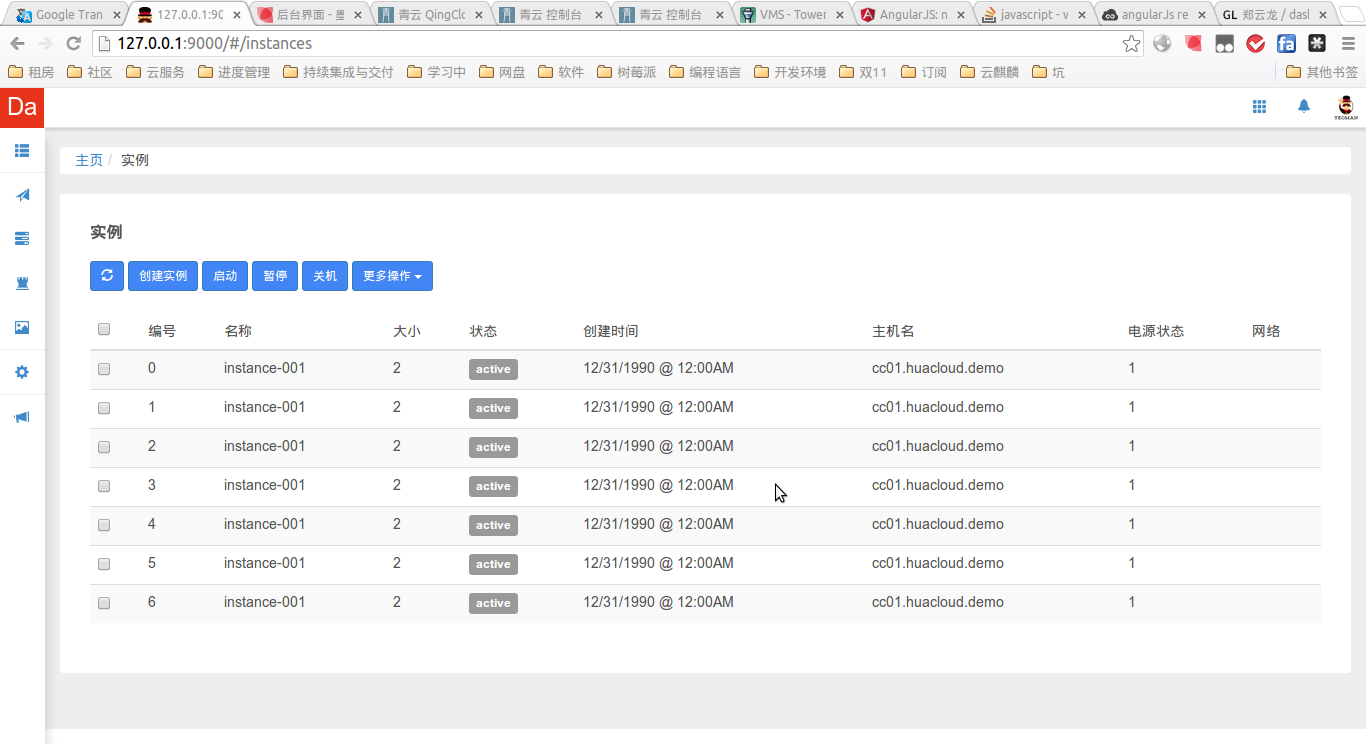 Google Tran
127.0.0.1:90
后台界面 - 墨
青云 QingClo
青云 控制台
青云 控制台
VMS - Tower
AngularJS: n
javascript - v
angularJs re
GL 郑云龙 / dash
127.0.0.1:9000/#/instances
租房 社区 云服务 进度管理 持续集成与交付 学习中 网盘 软件 树莓派 编程语言 开发环境 双11 订阅 云麒麟 坑 其他书签
Da
YEOMAN
主页 / 实例
实例
创建实例 启动 暂停 关机 更多操作
编号 名称 大小 状态 创建时间 主机名 电源状态 网络
0 instance-001 2 active 12/31/1990 @ 12:00AM cc01.huacloud.demo 1
1 instance-001 2 active 12/31/1990 @ 12:00AM cc01.huacloud.demo 1
2 instance-001 2 active 12/31/1990 @ 12:00AM cc01.huacloud.demo 1
3 instance-001 2 active 12/31/1990 @ 12:00AM cc01.huacloud.demo 1
4 instance-001 2 active 12/31/1990 @ 12:00AM cc01.huacloud.demo 1
5 instance-001 2 active 12/31/1990 @ 12:00AM cc01.huacloud.demo 1
6 instance-001 2 active 12/31/1990 @ 12:00AM cc01.huacloud.demo 1